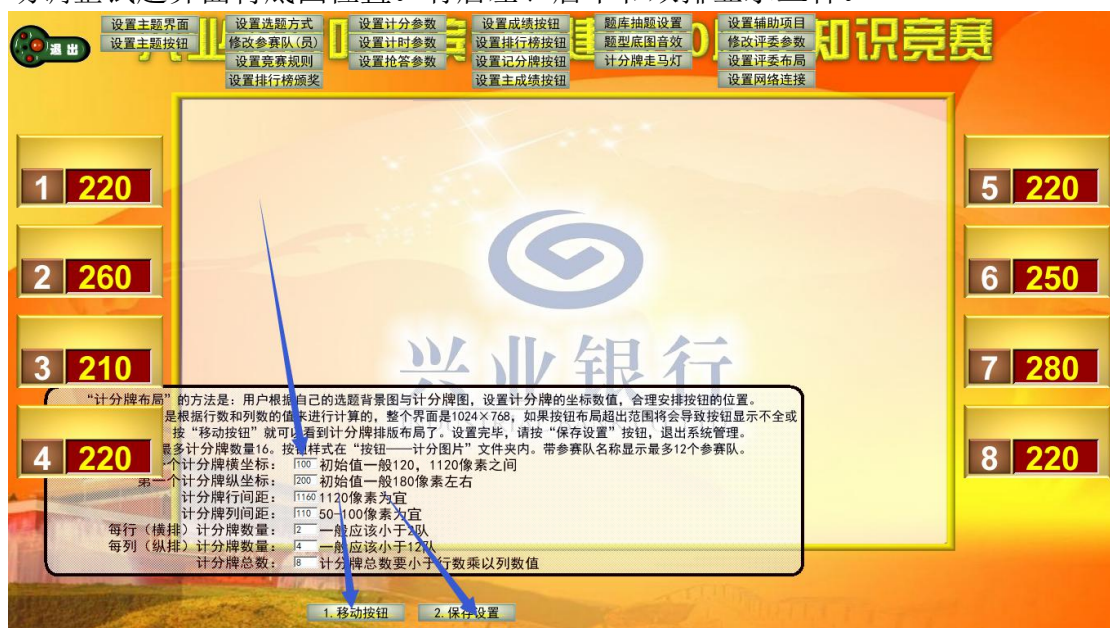 退出
设置主题界面 设置选题方式 设置计分参数 设置成绩按钮 题库抽题设置 设置辅助项目
设置主题按钮 修改参赛队(员) 设置计时参数 设置排行榜按钮 题型底图音效 修改评委参数
设置竞赛规则 设置抢答参数 设置记分牌按钮 计分牌走马灯 设置评委布局
设置排行榜颁奖 设置主成绩按钮 设置网络连接
知识竞赛
1 220
2 260
3 210
4 220
5 220
6 250
7 280
8 220
兴业银行
“计分牌布局”的方法是：用户根据自己的选题背景图与计分牌图，设置计分牌的坐标数值，合理安排按钮的位置。
是根据行数和列数的值来进行计算的，整个界面是1024×768，如果按钮布局超出范围将会导致按钮显示不全或
按“移动按钮”就可以看到计分牌排版布局了。设置完毕，请按“保存设置”按钮，退出系统管理。
最多计分牌数量16。按钮样式在“按钮——计分图片”文件夹内。带参赛队名称显示最多12个参赛队。
个计分牌横坐标： 100 初始值一般120，1120像素之间
第一个计分牌纵坐标： 200 初始值一般180像素左右
计分牌行间距： 1160 1120像素为宜
计分牌列间距： 110 50-100像素为宜
每行（横排）计分牌数量： 2 一般应该小于2队
每列（纵排）计分牌数量： 4 一般应该小于12队
计分牌总数： 8 计分牌总数要小于行数乘以列数值
1.移动按钮 2.保存设置